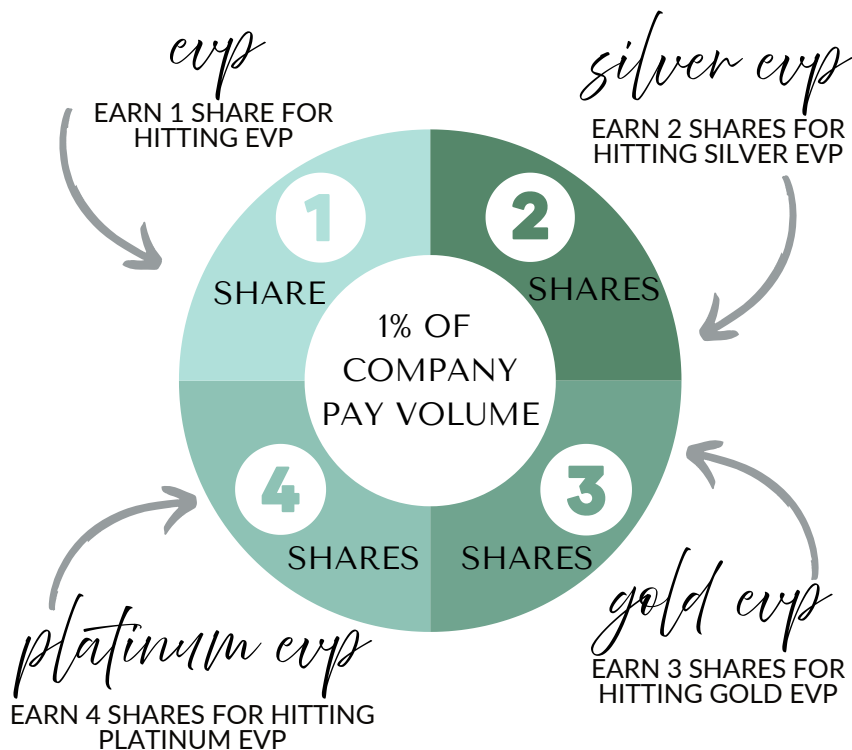 evp
EARN 1 SHARE FOR
HITTING EVP
silver evp
EARN 2 SHARES FOR
HITTING SILVER EVP
1
SHARE
2
SHARES
1% OF
COMPANY
PAY VOLUME
4
SHARES
3
SHARES
platinum evp
EARN 4 SHARES FOR HITTING
PLATINUM EVP
gold evp
EARN 3 SHARES FOR
HITTING GOLD EVP